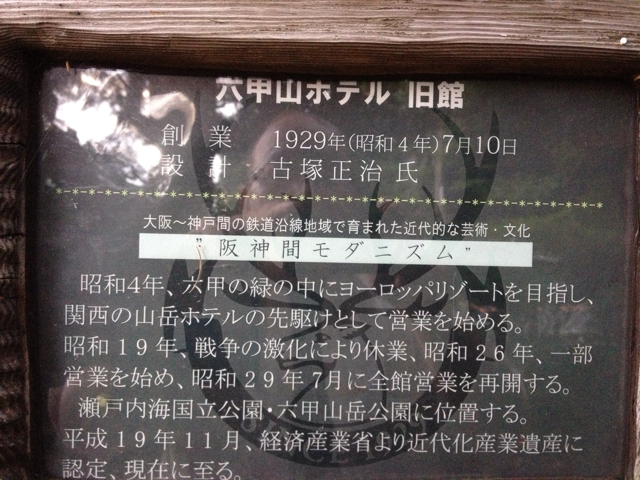 六甲山ホテル 旧館
創業 1929年(昭和4年)7月10日
設計 古塚正治氏
大阪～神戸間の鉄道沿線地域で育まれた近代的な芸術・文化
"阪神間モダニズム"
昭和4年、六甲の緑の中にヨーロッパリゾートを目指し、
関西の山岳ホテルの先駆けとして営業を始める。
昭和19年、戦争の激化により休業、昭和26年、一部
営業を始め、昭和29年7月に全館営業を再開する。
瀬戸内海国立公園・六甲山岳公園に位置する。
平成19年11月、経済産業省より近代化産業遺産に
認定、現在に至る。
SINCE 1929